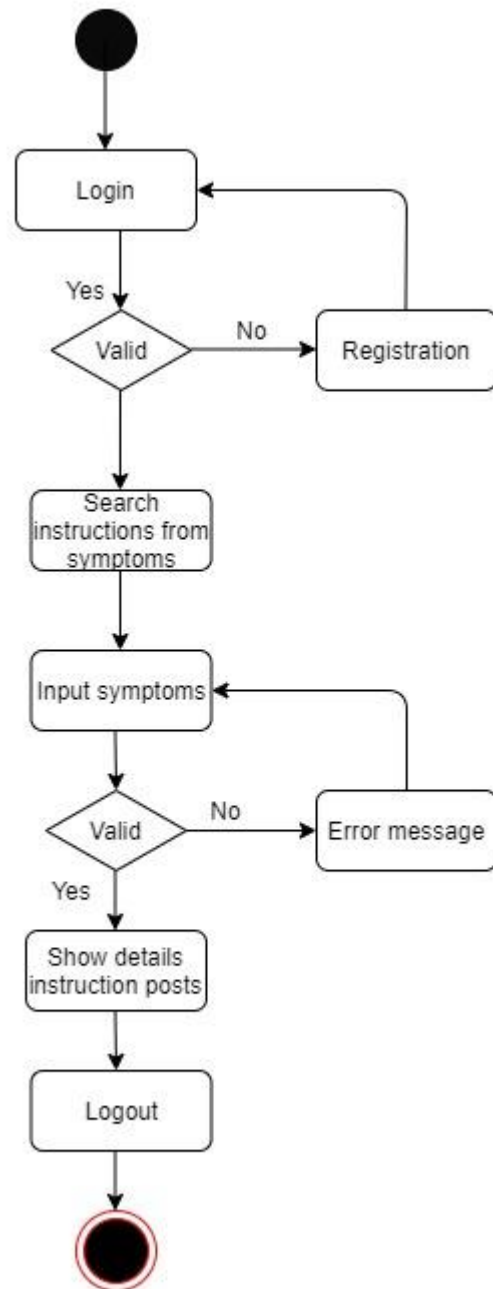 Login
Yes
Valid
No
Registration
Search
instructions from
symptoms
Input symptoms
Valid
No
Error message
Yes
Show details
instruction posts
Logout